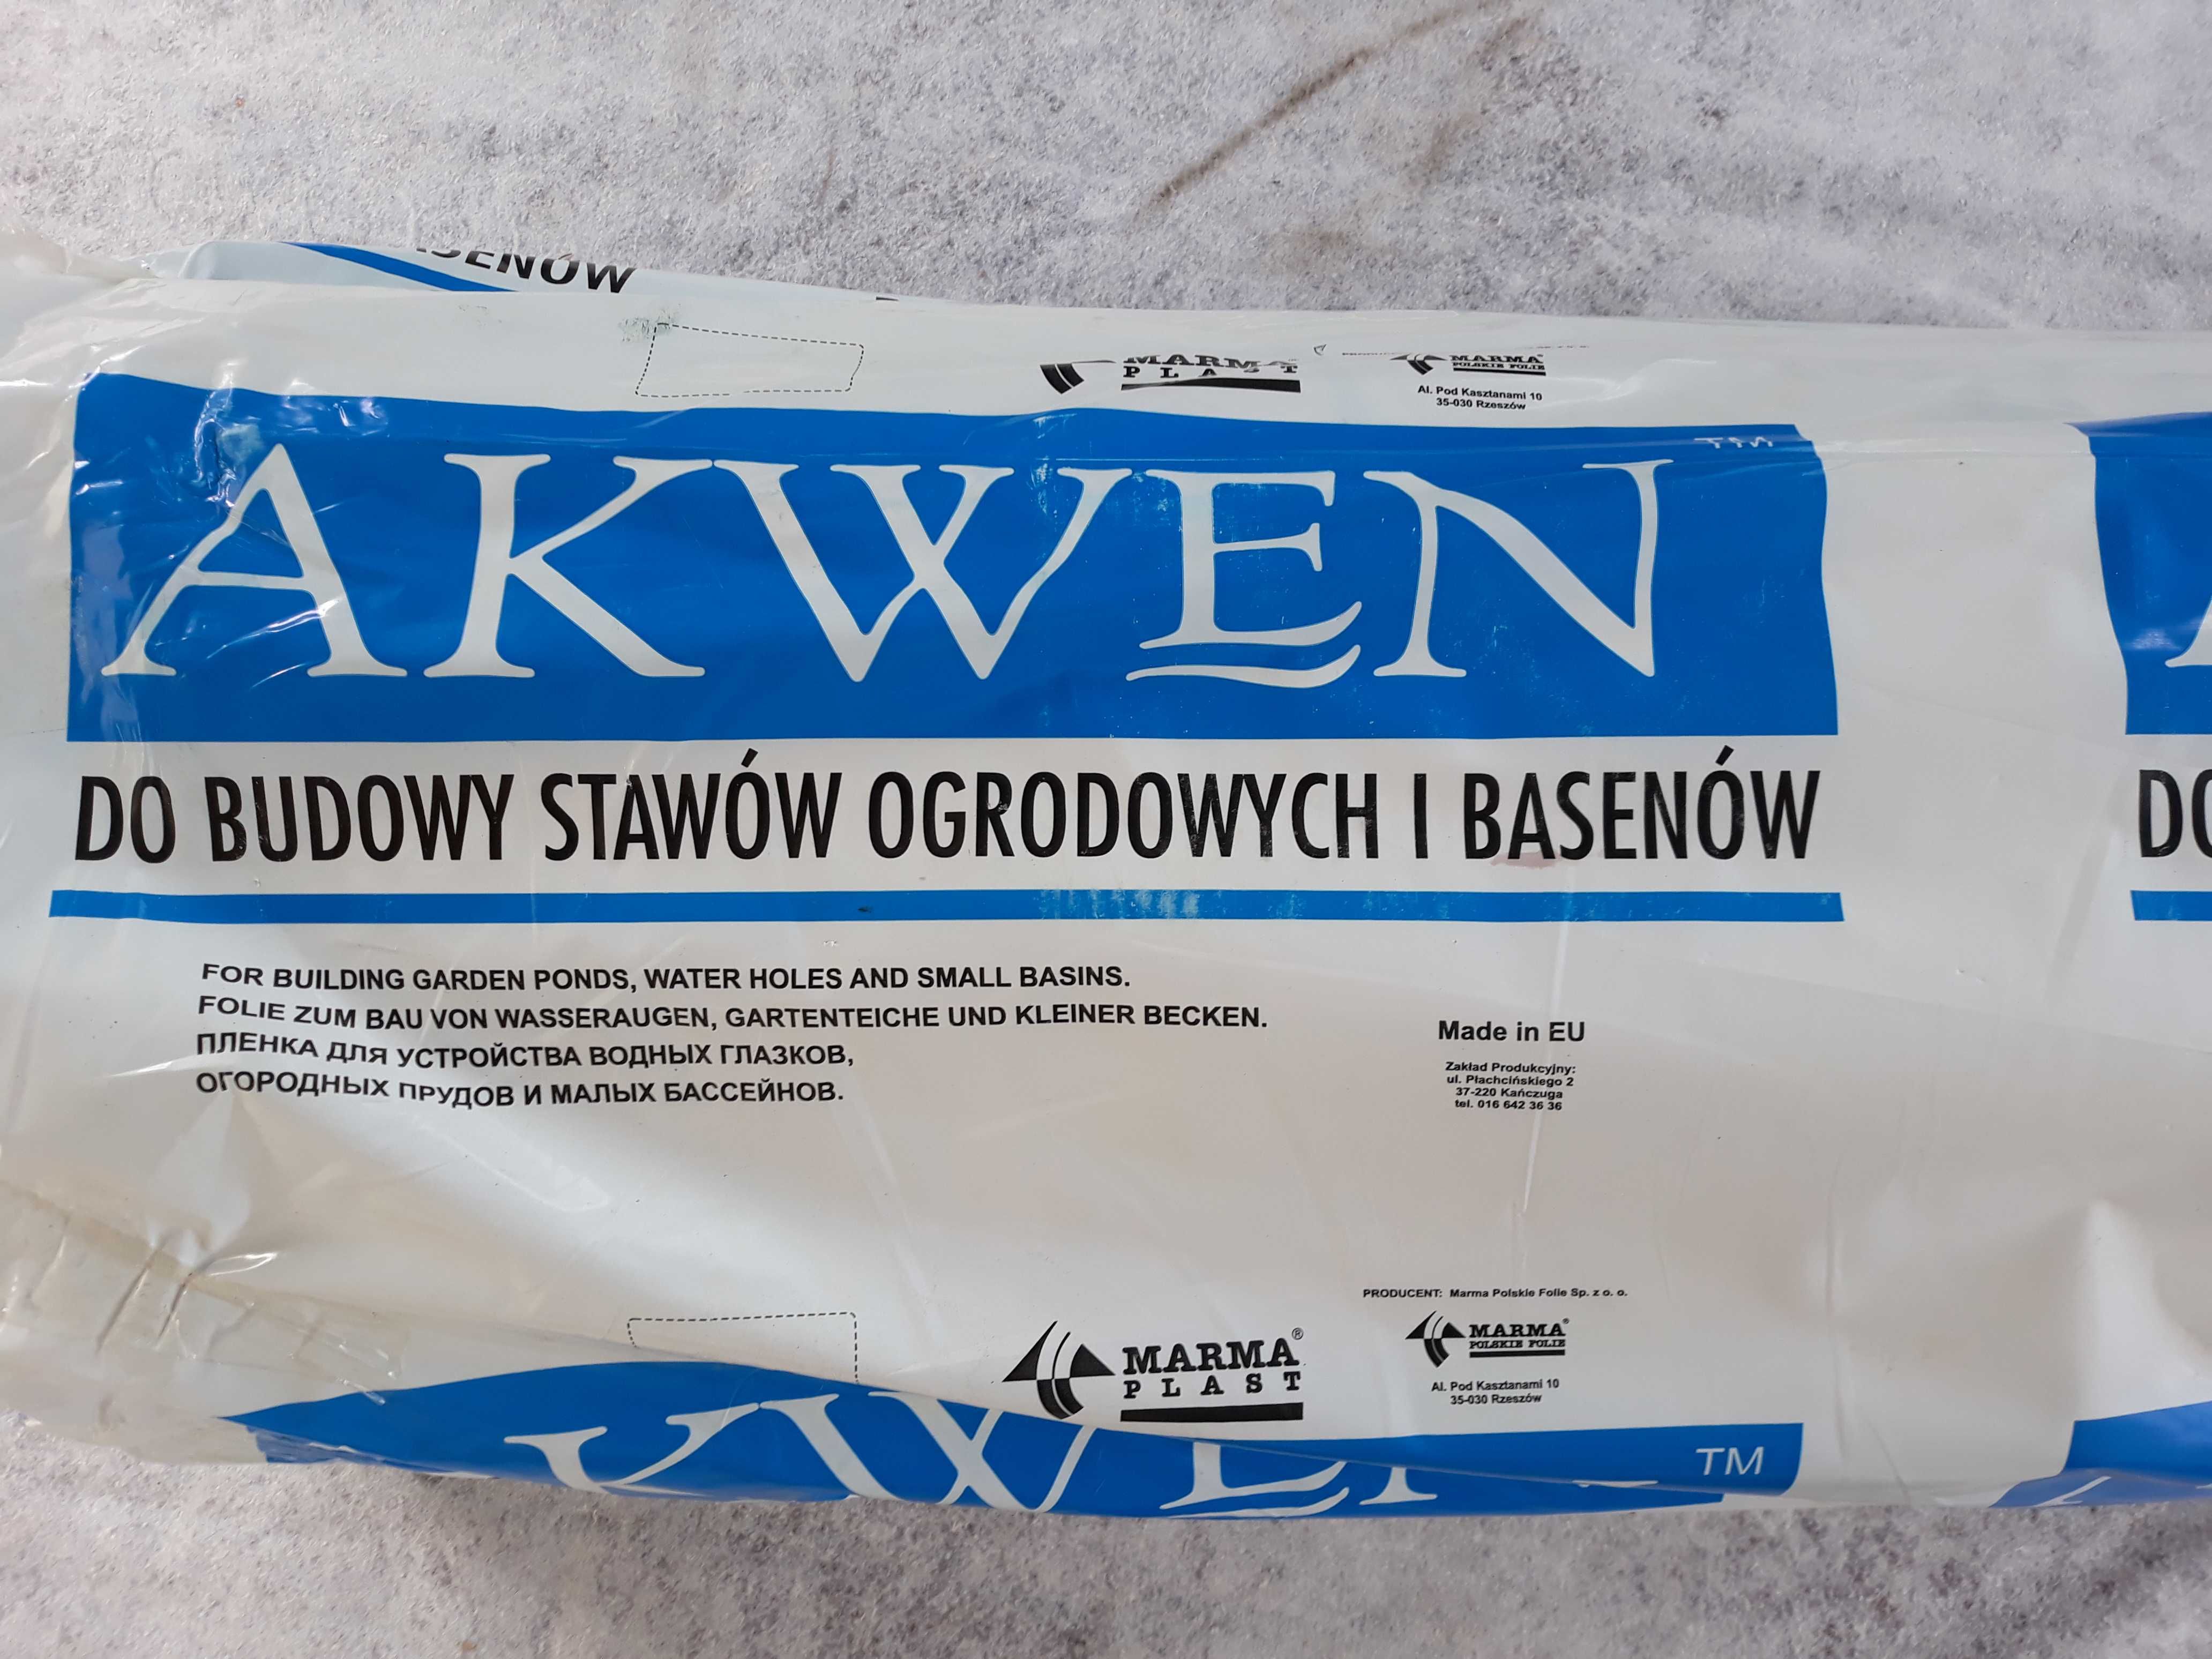 BASENÓW
MARMA
PLAST
MARMA
POLSKIE FOLIE
Al. Pod Kasztanami 10
35-030 Rzeszów
TM
AKWEN
DO BUDOWY STAWÓW OGRODOWYCH I BASENÓW
DO
FOR BUILDING GARDEN PONDS, WATER HOLES AND SMALL BASINS.
FOLIE ZUM BAU VON WASSERAUGEN, GARTENTEICHE UND KLEINER BECKEN.
ПЛЕНКА ДЛЯ УСТРОЙСТВА ВОДНЫХ ГЛАЗКОВ,
ОГОРОДНЫХ ПРУДОВ И МАЛЫХ БАССЕЙНОВ.
Made in EU
Zakład Produkcyjny:
ul. Płachcińskiego 2
37-220 Kańczuga
tel. 016 642 36 36
PRODUCENT: Marma Polskie Folie Sp. z o. o.
MARMA®
PLAST
MARMA®
POLSKIE FOLIE
Al. Pod Kasztanami 10
35-030 Rzeszów
KWEN
TM